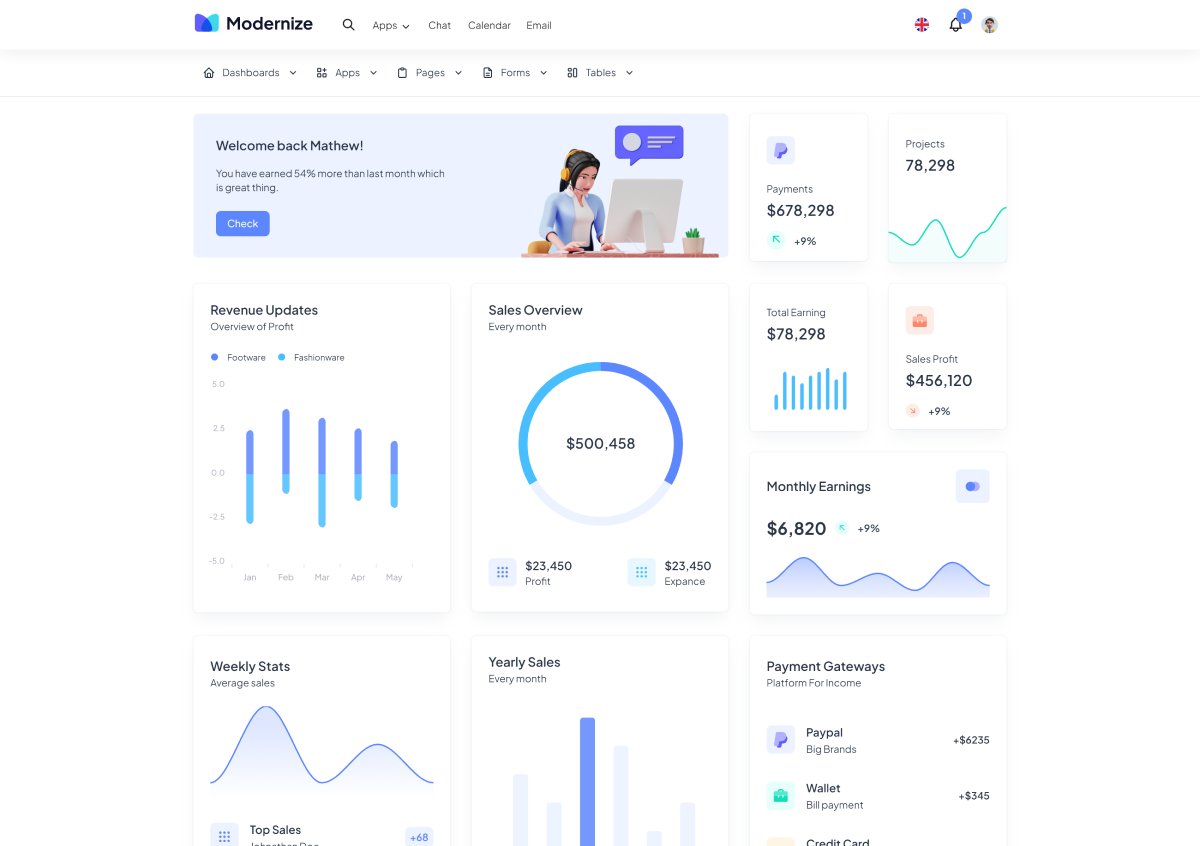 Modernize
Apps
Chat
Calendar
Email
1
Dashboards
Apps
Pages
Forms
Tables
Welcome back Mathew!
You have earned 54% more than last month which
is great thing.
Check
Payments
$678,298
+9%
Projects
78,298
Revenue Updates
Overview of Profit
Footware
Fashionware
5.0
2.5
0.0
-2.5
-5.0
Jan Feb Mar Apr May
Sales Overview
Every month
$500,458
$23,450
Profit
$23,450
Expance
Total Earning
$78,298
Sales Profit
$456,120
+9%
Monthly Earnings
$6,820 +9%
Weekly Stats
Average sales
Top Sales
Johnathan Doe
+68
Yearly Sales
Every month
Payment Gateways
Platform For Income
Paypal
Big Brands
+$6235
Wallet
Bill payment
+$345
Credit Card